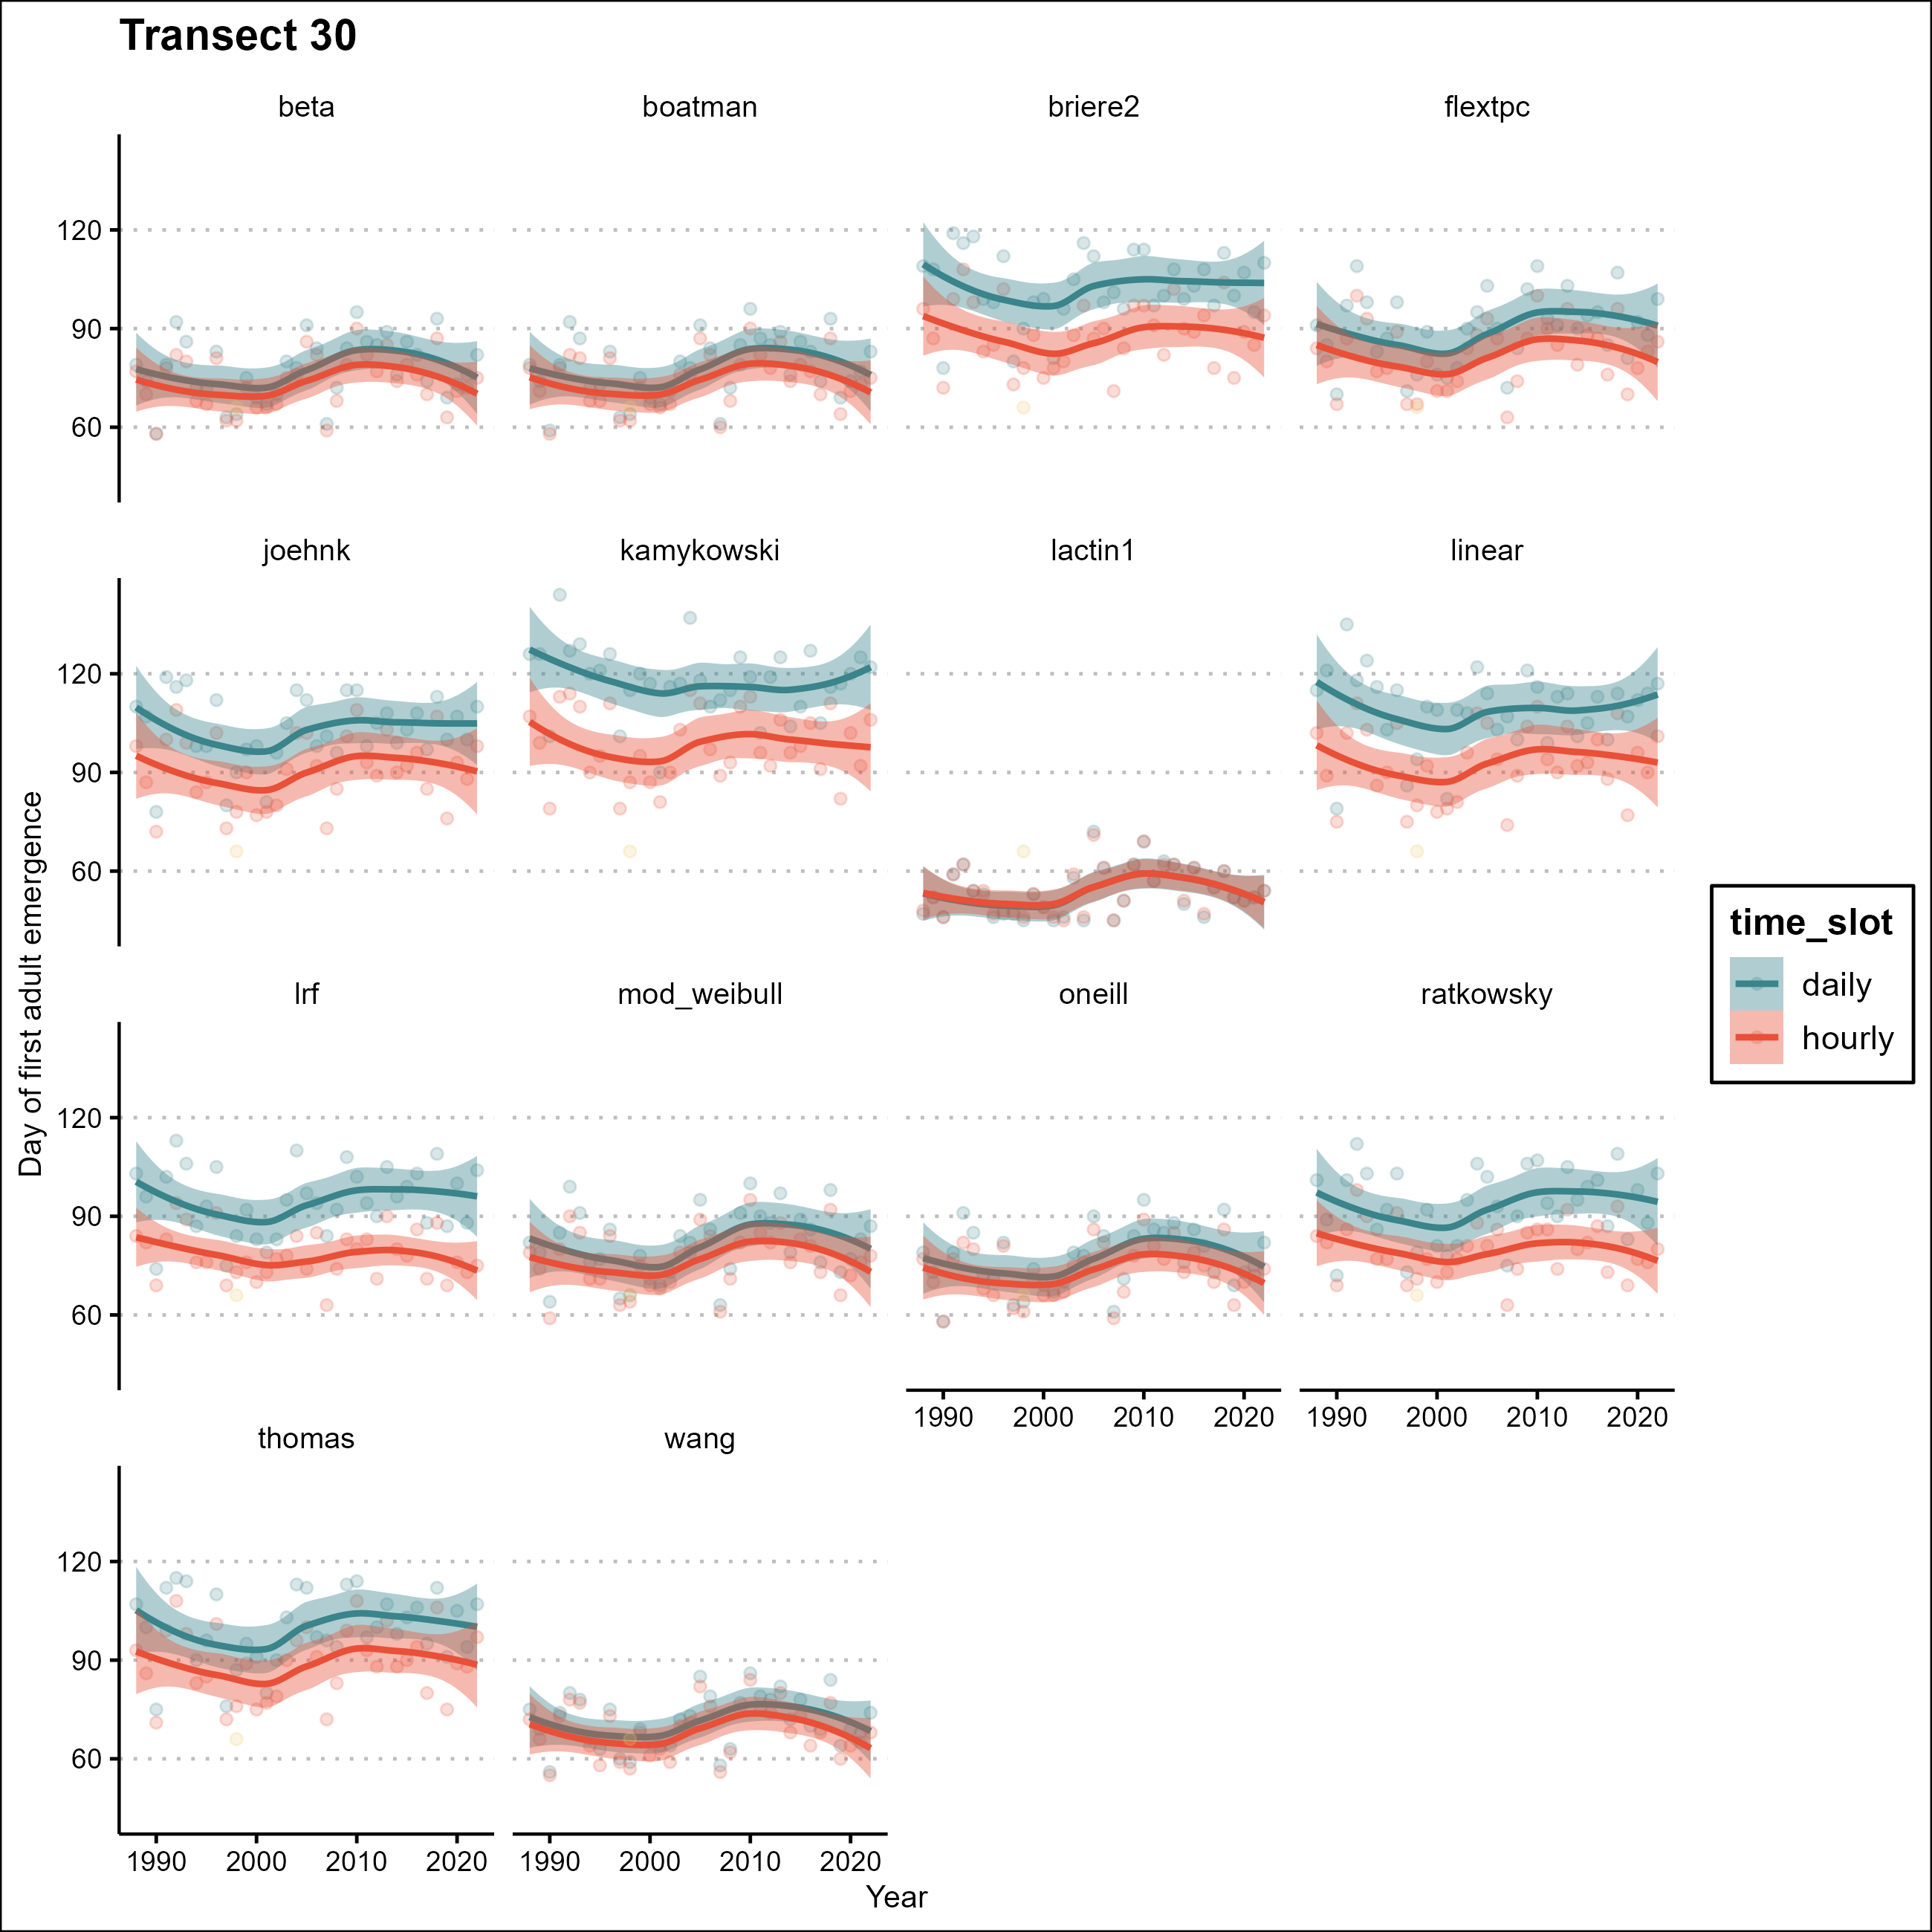 Transect 30
beta boatman briere2 flextpc
120
90
60
joehnk kamykowski lactin1 linear
120
90
60
Day of first adult emergence
time_slot
daily
hourly
lrf mod_weibull oneill ratkowsky
120
90
60
1990 2000 2010 2020 1990 2000 2010 2020
thomas wang
120
90
60
1990 2000 2010 2020 1990 2000 2010 2020
Year